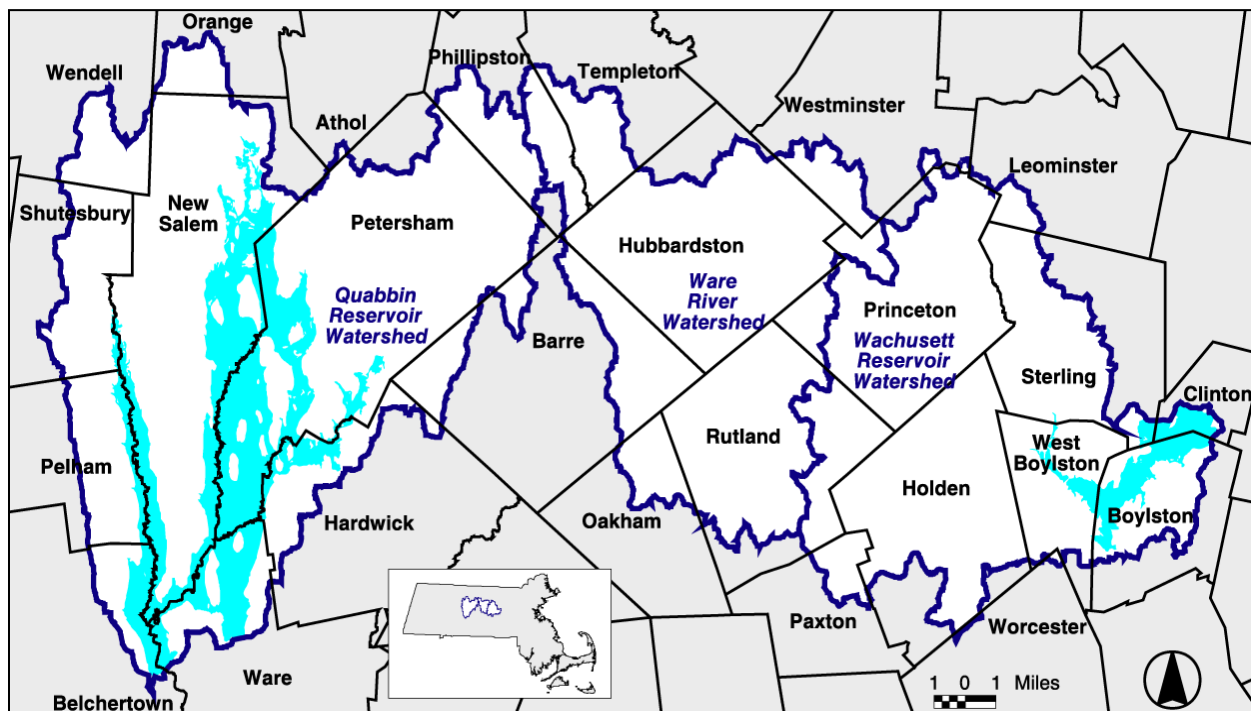 Orange
Wendell
Phillipston
Templeton
Westminster
Athol
Leominster
Shutesbury
New
Salem
Petersham
Hubbardston
Quabbin
Reservoir
Watershed
Ware
River
Watershed
Princeton
Barre
Wachusett
Reservoir
Watershed
Sterling
Clinton
Pelham
Rutland
West
Boylston
Holden
Hardwick
Oakham
Boylston
Paxton
Worcester
Ware
Belchertown
1 0 1 Miles